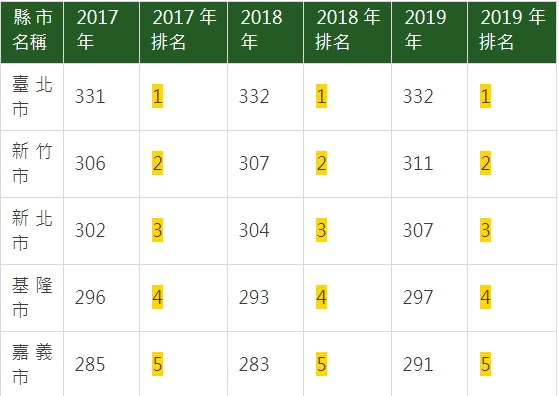 縣市名稱 2017年 2017年排名 2018年 2018年排名 2019年 2019年排名
臺北市 331 1 332 1 332 1
新竹市 306 2 307 2 311 2
新北市 302 3 304 3 307 3
基隆市 296 4 293 4 297 4
嘉義市 285 5 283 5 291 5